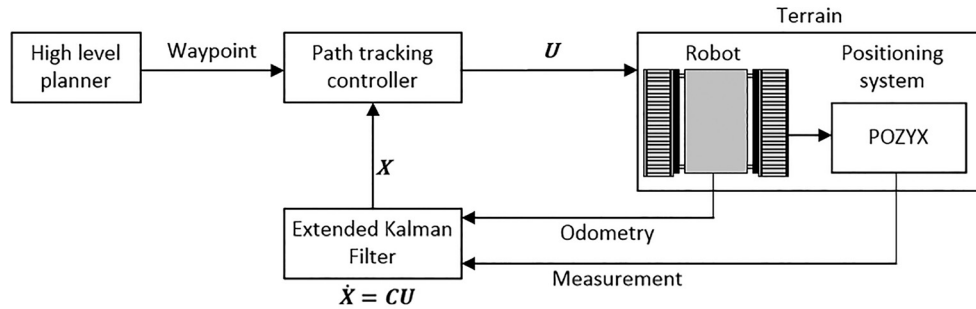 Terrain
High level
planner
Waypoint
Path tracking
controller
U
Robot
Positioning
system
POZYX
X
Extended Kalman
Filter
Odometry
Measurement
Ẋ = CU